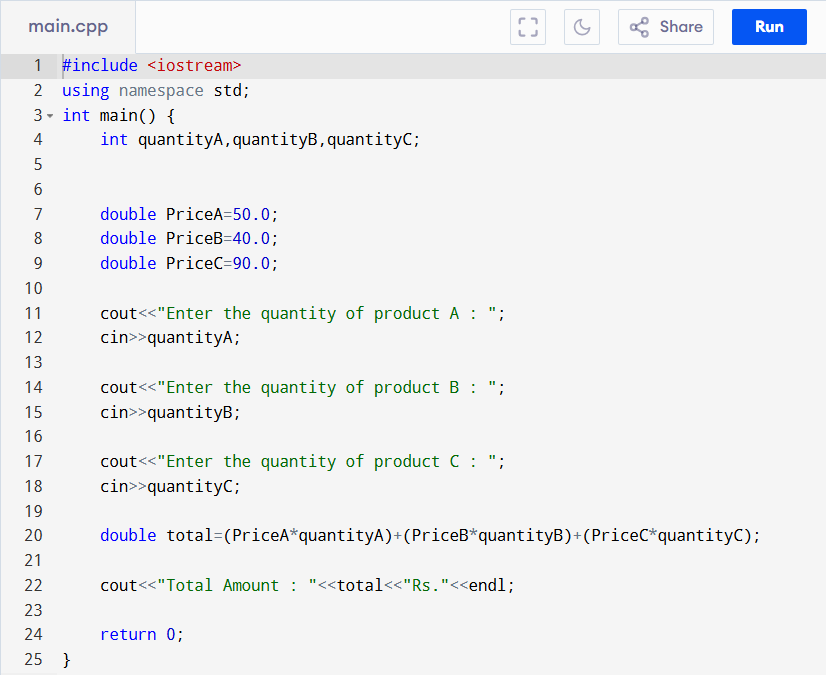 main.cpp Share Run
1 #include <iostream>
2 using namespace std;
3 int main() {
4     int quantityA,quantityB,quantityC;
5
6
7     double PriceA=50.0;
8     double PriceB=40.0;
9     double PriceC=90.0;
10
11     cout<<"Enter the quantity of product A : ";
12     cin>>quantityA;
13
14     cout<<"Enter the quantity of product B : ";
15     cin>>quantityB;
16
17     cout<<"Enter the quantity of product C : ";
18     cin>>quantityC;
19
20     double total=(PriceA*quantityA)+(PriceB*quantityB)+(PriceC*quantityC);
21
22     cout<<"Total Amount : "<<total<<"Rs."<<endl;
23
24     return 0;
25 }